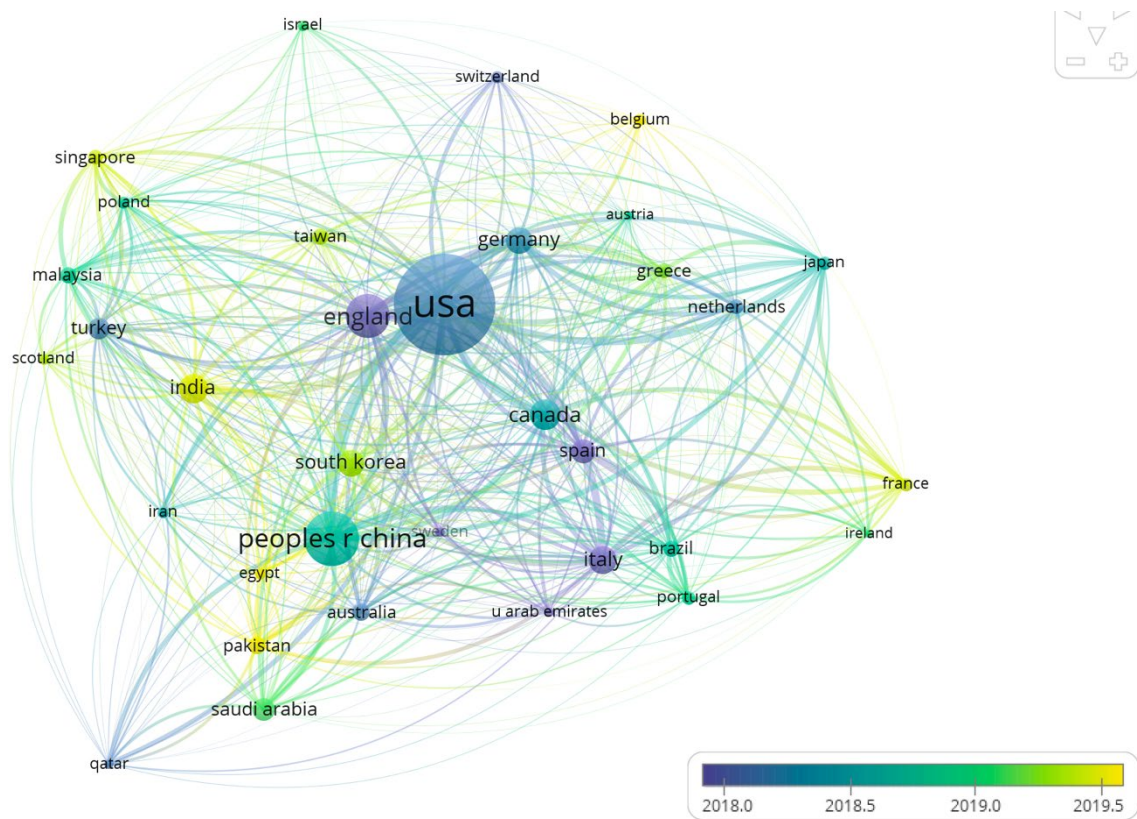 israel
switzerland
belgium
singapore
poland
austria
taiwan
germany
malaysia
greece
japan
usa
england
netherlands
turkey
scotland
india
canada
spain
south korea
france
iran
sweden
ireland
peoples r china
brazil
italy
egypt
portugal
australia
u arab emirates
pakistan
saudi arabia
qatar
2018.0 2018.5 2019.0 2019.5